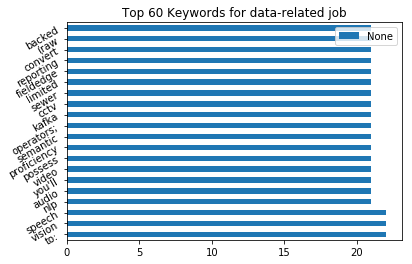 Top 60 Keywords for data-related job
None
backed
(raw
convert
reporting
fieldedge
limited
sewer
cctv
kafka
operators,
semantic
proficiency
possess
video
you'll
audio
nlp
speech
vision
to:
0 5 10 15 20